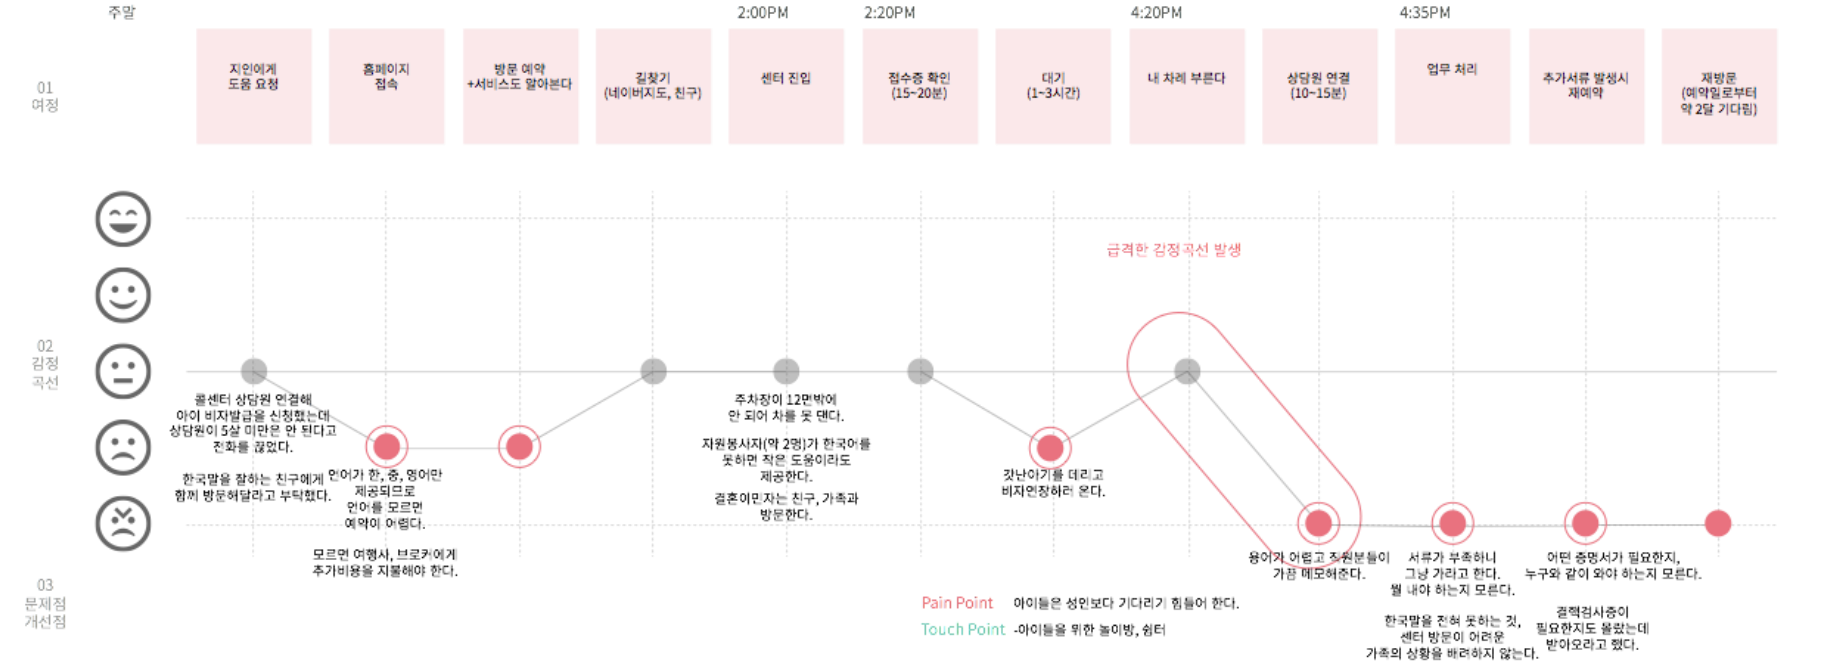 주말
2:00PM
2:20PM
4:20PM
4:35PM
01
여정
지인에게
도움 요청
홈페이지
접속
방문 예약
+서비스도 알아본다
길찾기
(네이버지도, 친구)
센터 진입
접수증 확인
(15~20분)
대기
(1~3시간)
내 차례 부른다
상담원 연결
(10~15분)
업무 처리
추가서류 발생시
재예약
재방문
(예약일로부터
약 2달 기다림)
급격한 감정곡선 발생
02
감정
곡선
콜센터 상담원 연결해
아이 비자발급을 신청했는데
상담원이 5살 미만은 안 된다고
전화를 끊었다.
한국말을 잘하는 친구에게
함께 방문해달라고 부탁했다.
언어가 한, 중, 영어만
제공되므로
언어를 모르면
예약이 어렵다.
모르면 여행사, 브로커에게
추가비용을 지불해야 한다.
주차장이 12면밖에
안 되어 차를 못 댄다.
자원봉사자(약 2명)가 한국어를
못하면 작은 도움이라도
제공한다.
결혼이민자는 친구, 가족과
방문한다.
갓난아기를 데리고
비자연장하러 온다.
용어가 어렵고 직원분들이
가끔 메모해준다.
서류가 부족하니
그냥 가라고 한다.
뭘 내야 하는지 모른다.
한국말을 전혀 못하는 것,
센터 방문이 어려운
가족의 상황을 배려하지 않는다.
어떤 증명서가 필요한지,
누구와 같이 와야 하는지 모른다.
결핵검사증이
필요한지도 몰랐는데
받아오라고 했다.
03
문제점
개선점
Pain Point 아이들은 성인보다 기다리기 힘들어 한다.
Touch Point -아이들을 위한 놀이방, 쉼터